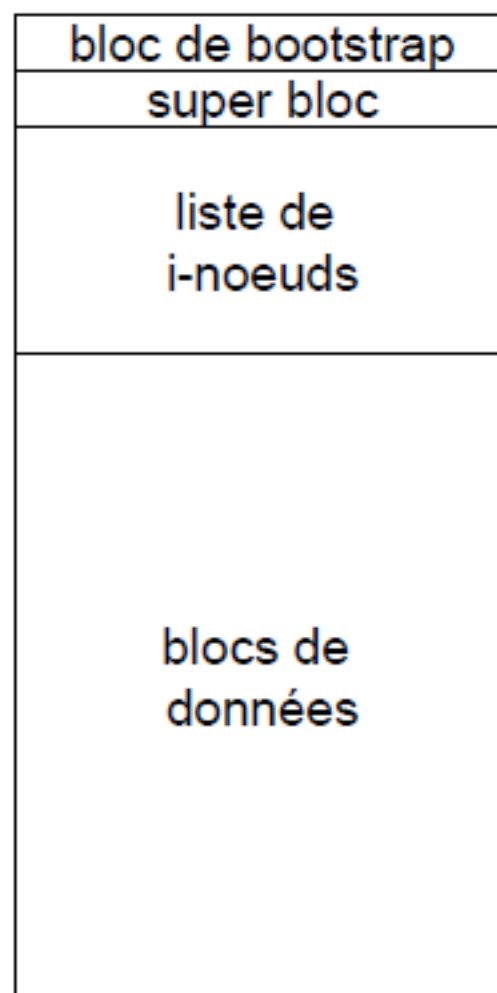 bloc de bootstrap
super bloc
liste de
i-noeuds
blocs de
données